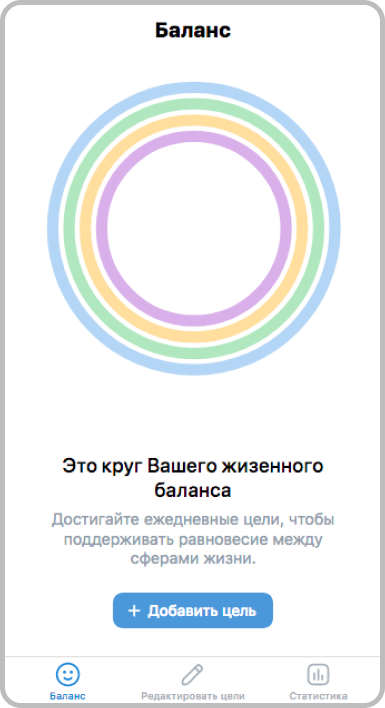 Баланс
Это круг Вашего жизенного
баланса
Достигайте ежедневные цели, чтобы
поддерживать равновесие между
сферами жизни.
+ Добавить цель
Баланс
Редактировать цели
Статистика